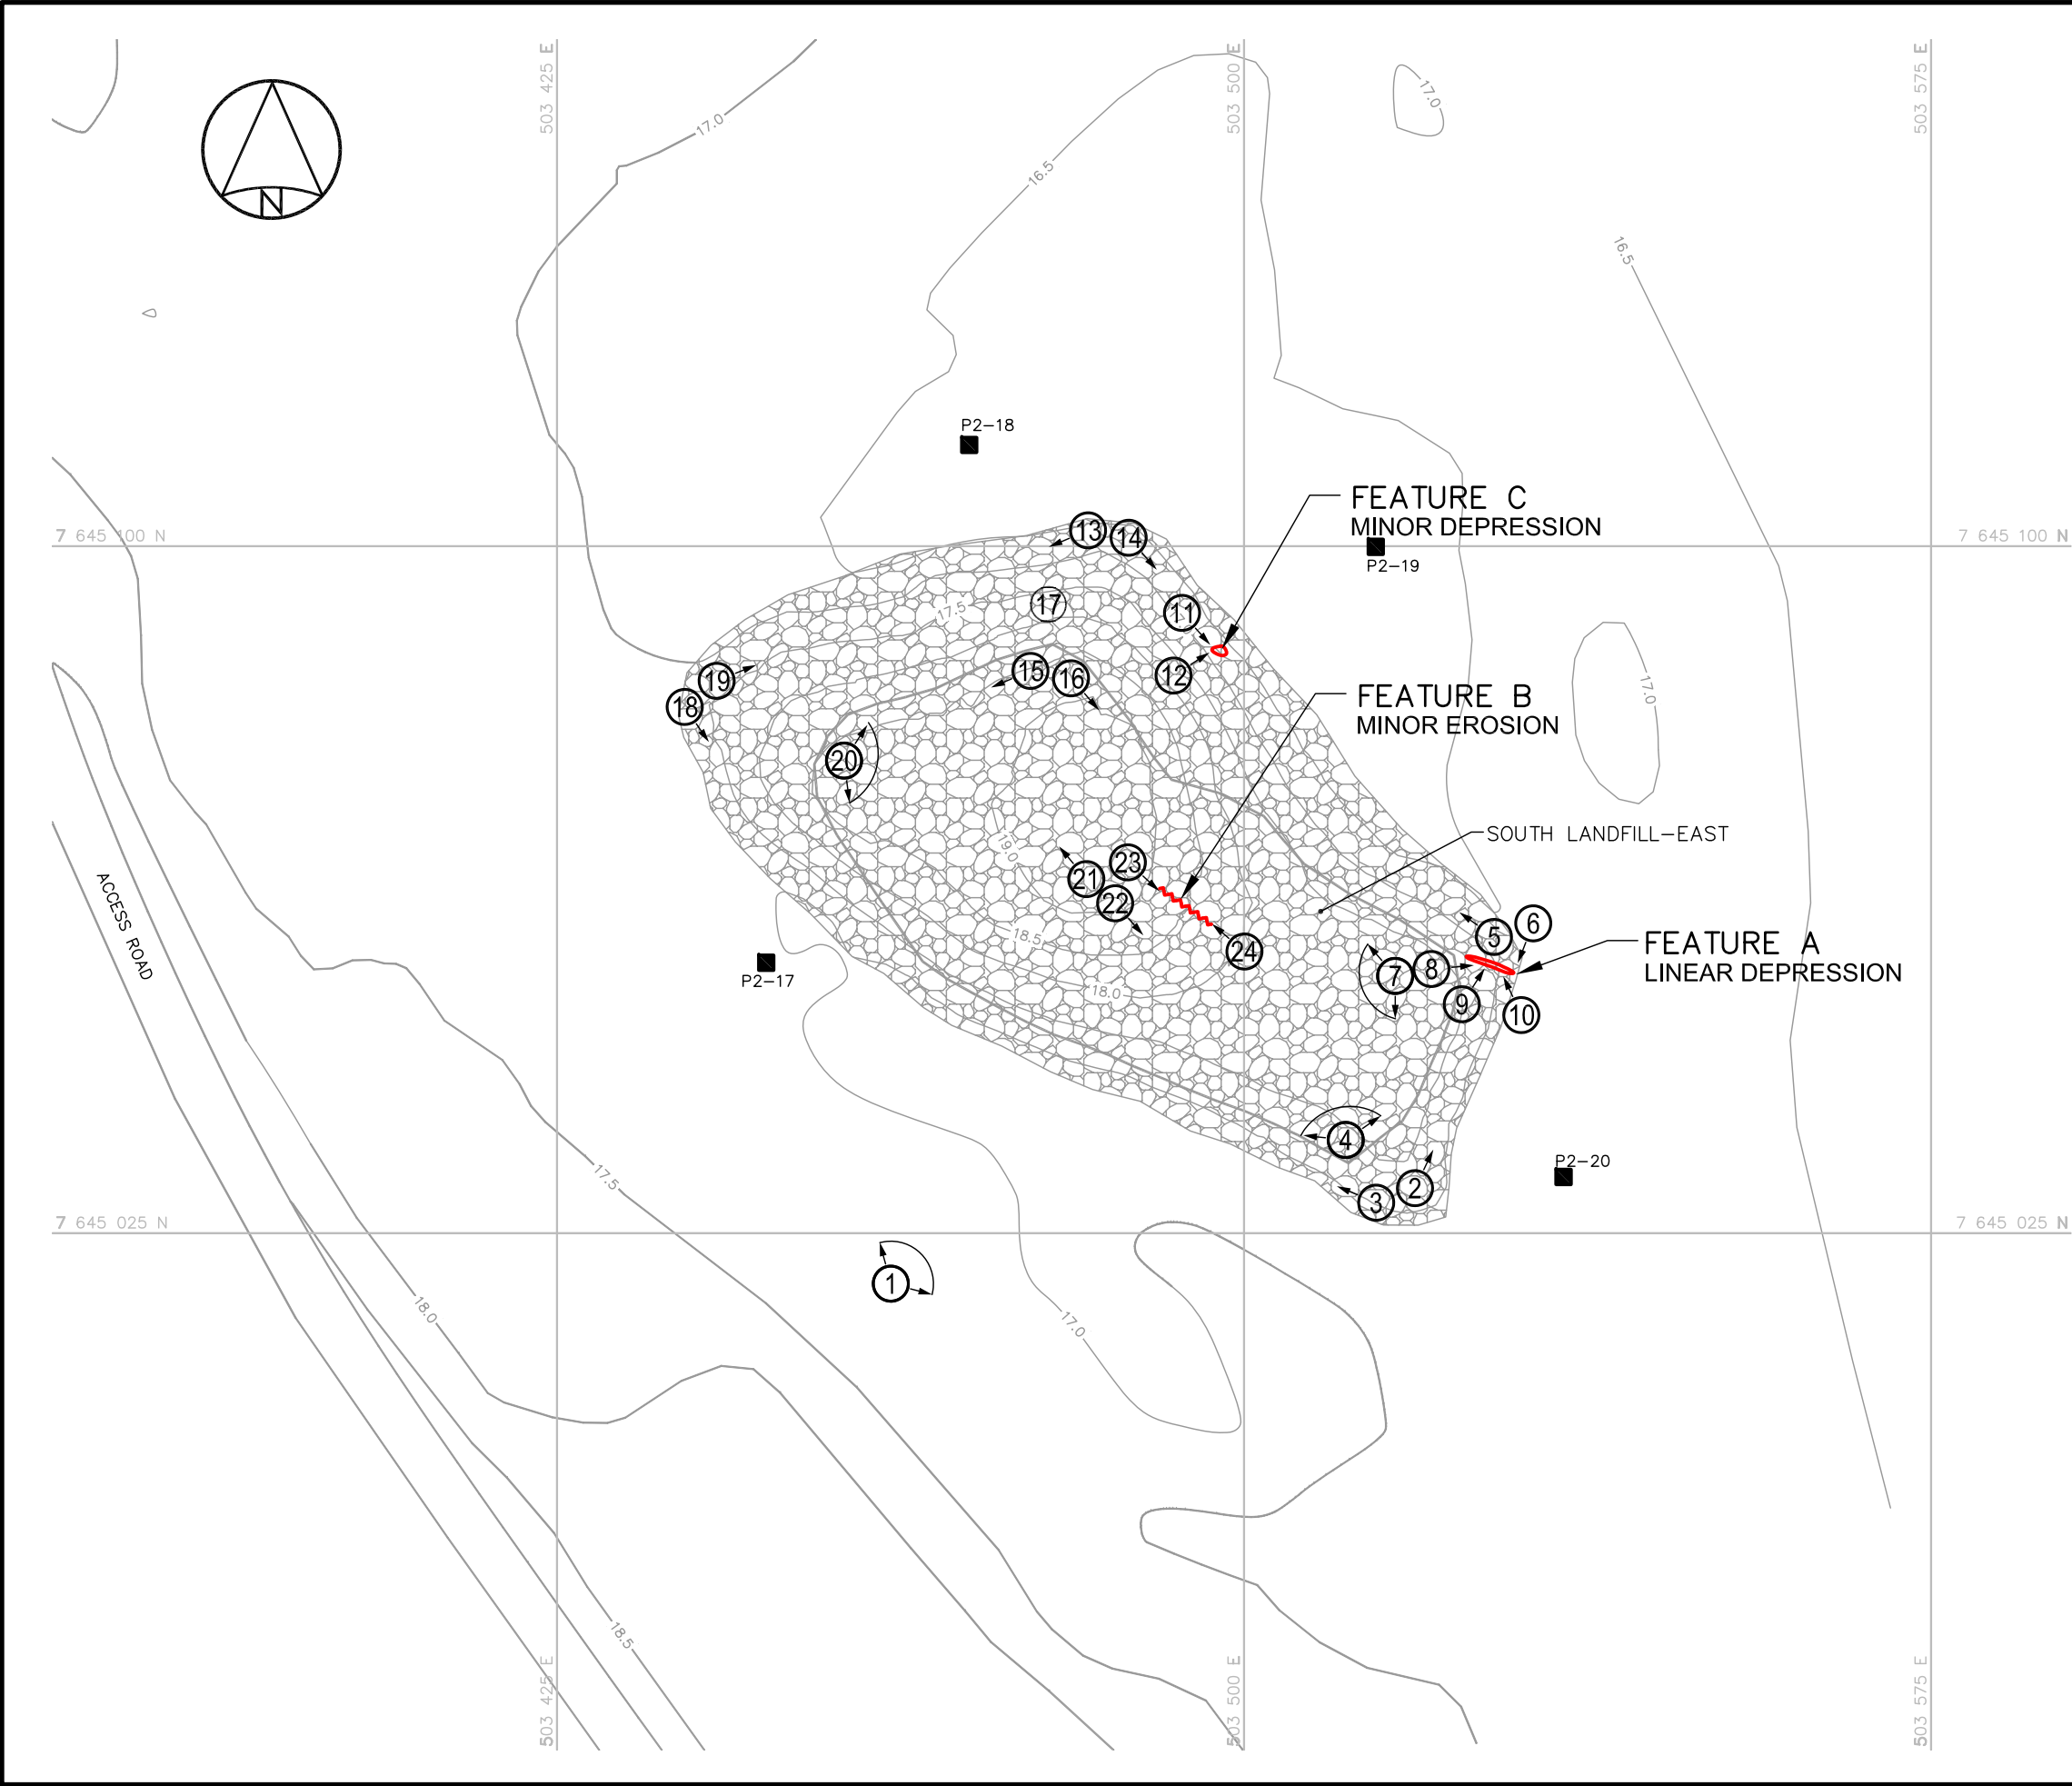 503 425 E
503 500 E
503 575 E
N
17.0
17.0
16.5
16.5
P2-18
FEATURE C
MINOR DEPRESSION
7 645 100 N
7 645 100 N
P2-19
13
14
17
17.5
11
12
15
16
19
18
17.0
FEATURE B
MINOR EROSION
20
SOUTH LANDFILL-EAST
19.0
23
21
22
ACCESS ROAD
18.5
24
5
6
FEATURE A
LINEAR DEPRESSION
7
8
P2-17
18.0
9
10
4
P2-20
17.5
2
3
7 645 025 N
7 645 025 N
1
18.0
17.0
18.5
503 425 E
503 500 E
503 575 E